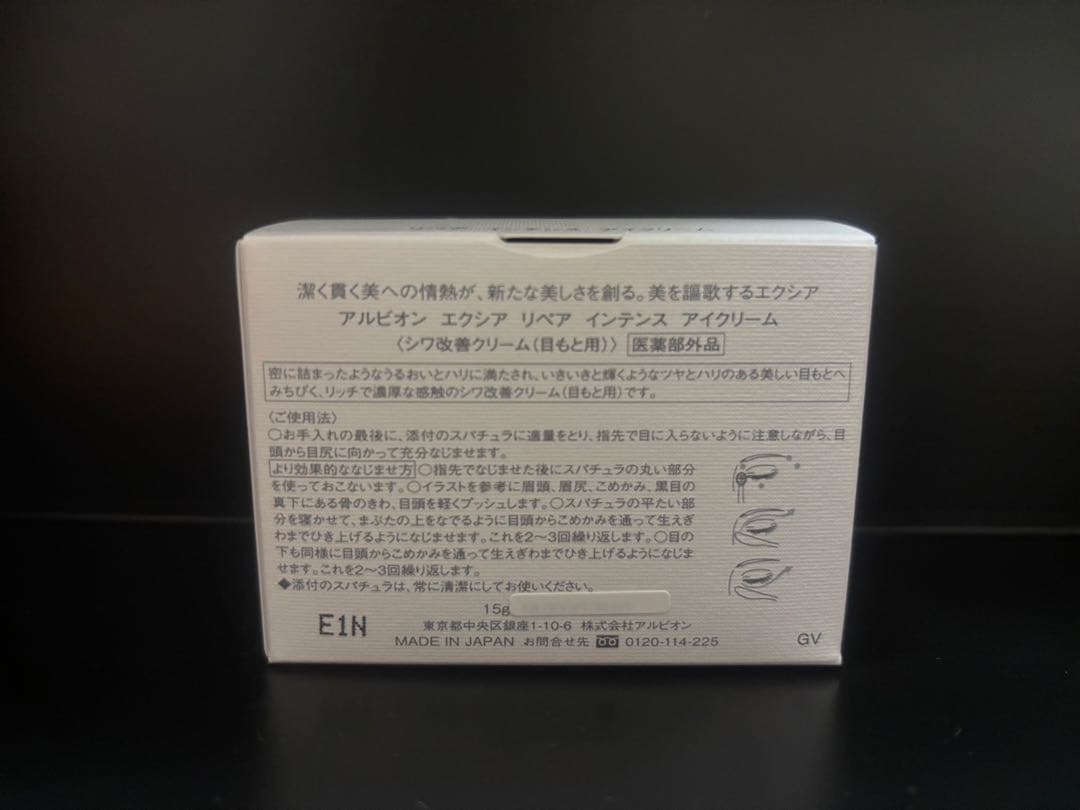 潔く貫く美への情熱が、新たな美しさを創る。美を謳歌するエクシア
アルビオン エクシア リペア インテンス アイクリーム
〈シワ改善クリーム(目もと用)〉 医薬部外品
密に詰まったようなうるおいとハリに満たされ、いきいきと輝くようなツヤとハリのある美しい目もとへ
みちびく、リッチで濃厚な感触のシワ改善クリーム(目もと用)です。
〈ご使用法〉
○お手入れの最後に、添付のスパチュラに適量をとり、指先で目に入らないように注意しながら、目
頭から目尻に向かって充分なじませます。
より効果的ななじませ方 ○指先でなじませた後にスパチュラの丸い部分
を使っておこないます。○イラストを参考に眉頭、眉尻、こめかみ、黒目の
真下にある骨のきわ、目頭を軽くプッシュします。○スパチュラの平たい部
分を寝かせて、まぶたの上をなでるように目頭からこめかみを通って生えぎ
わまでひき上げるようになじませます。これを2～3回繰り返します。○目の
下も同様に目頭からこめかみを通って生えぎわまでひき上げるようになじま
せます。これを2～3回繰り返します。
◆添付のスパチュラは、常に清潔にしてお使いください。
15g
E1N
東京都中央区銀座1-10-6 株式会社アルビオン
MADE IN JAPAN お問合せ先 0120-114-225
GV